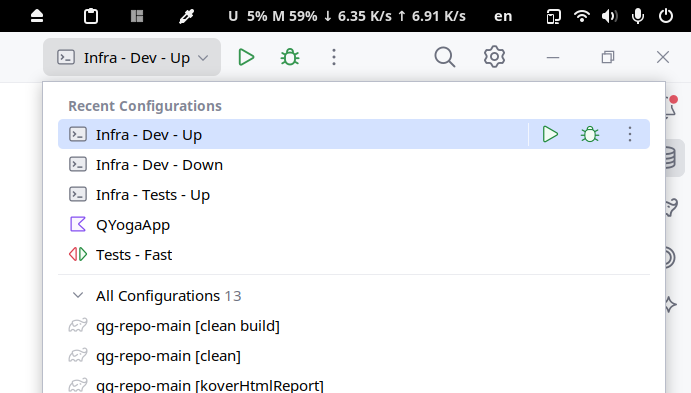 U 5% M 59% ↓ 6.35 K/s ↑ 6.91 K/s en
Infra - Dev - Up
Recent Configurations
Infra - Dev - Up
Infra - Dev - Down
Infra - Tests - Up
QYogaApp
Tests - Fast
All Configurations 13
qg-repo-main [clean build]
qg-repo-main [clean]
qg-repo-main [koverHtmlReport]